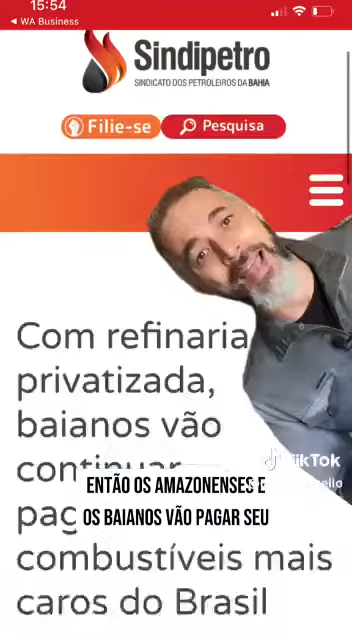 15:54
◄ WA Business
Sindipetro
SINDICATO DOS PETROLEIROS DA BAHIA
Filie-se
Pesquisa
Com refinaria
privatizada,
baianos vão
continuar
TikTok
ENTÃO OS AMAZONENSES E
OS BAIANOS VÃO PAGAR SEU
combustíveis mais
caros do Brasil